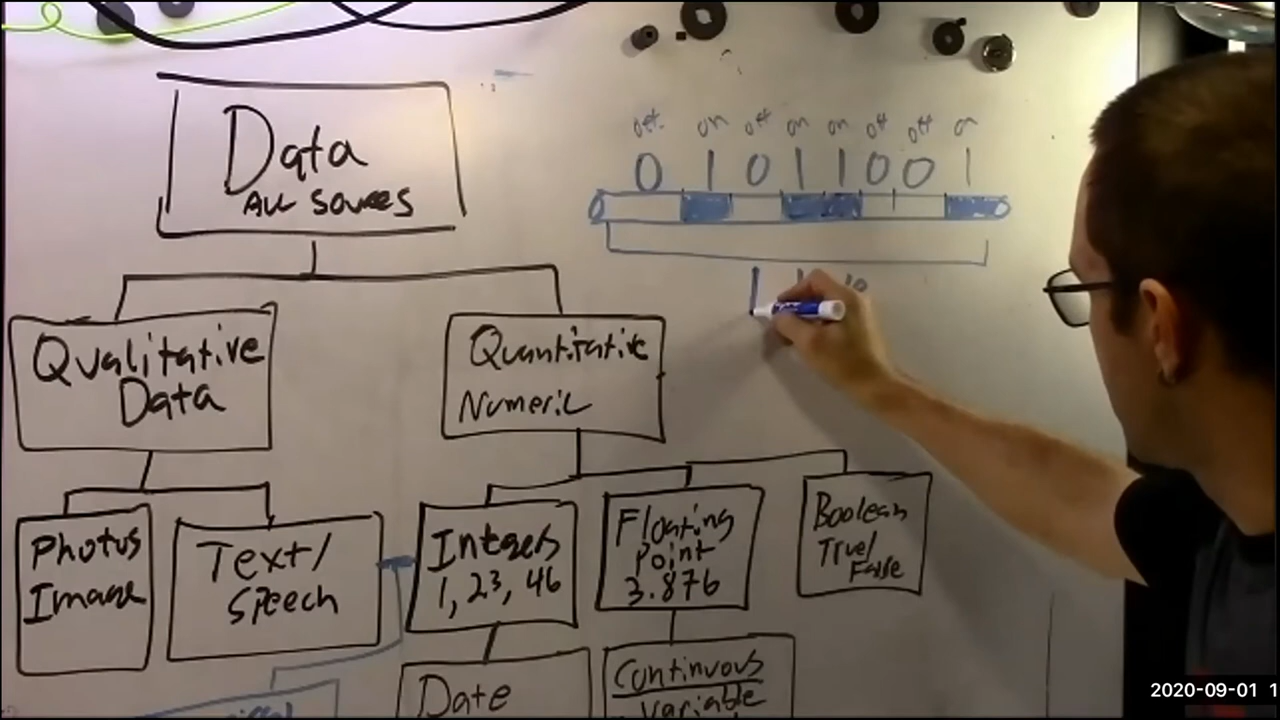 Data
All Sources
off on off on on off off on
0 1 0 1 1 0 0 1
Qualitative
Data
Quantitative
Numeric
Photos
Image
Text/
Speech
Integers
1, 23, 46
Floating
Point
3.876
Boolean
True/
False
Date
Continuous
Variable
2020-09-01 1